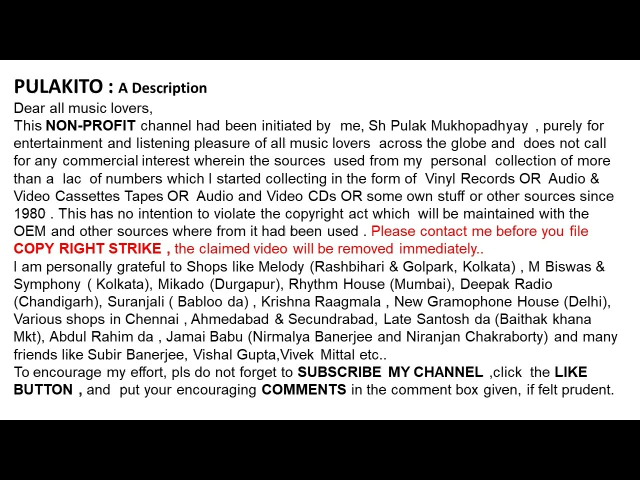 PULAKITO : A Description
Dear all music lovers,
This NON-PROFIT channel had been initiated by me, Sh Pulak Mukhopadhyay , purely for
entertainment and listening pleasure of all music lovers across the globe and does not call
for any commercial interest wherein the sources used from my personal collection of more
than a lac of numbers which I started collecting in the form of Vinyl Records OR Audio &
Video Cassettes Tapes OR Audio and Video CDs OR some own stuff or other sources since
1980 . This has no intention to violate the copyright act which will be maintained with the
OEM and other sources where from it had been used . Please contact me before you file
COPY RIGHT STRIKE , the claimed video will be removed immediately..
I am personally grateful to Shops like Melody (Rashbihari & Golpark, Kolkata) , M Biswas &
Symphony ( Kolkata), Mikado (Durgapur), Rhythm House (Mumbai), Deepak Radio
(Chandigarh), Suranjali ( Babloo da) , Krishna Raagmala , New Gramophone House (Delhi),
Various shops in Chennai , Ahmedabad & Secundrabad, Late Santosh da (Baithak khana
Mkt), Abdul Rahim da , Jamai Babu (Nirmalya Banerjee and Niranjan Chakraborty) and many
friends like Subir Banerjee, Vishal Gupta,Vivek Mittal etc..
To encourage my effort, pls do not forget to SUBSCRIBE MY CHANNEL ,click the LIKE
BUTTON , and put your encouraging COMMENTS in the comment box given, if felt prudent.